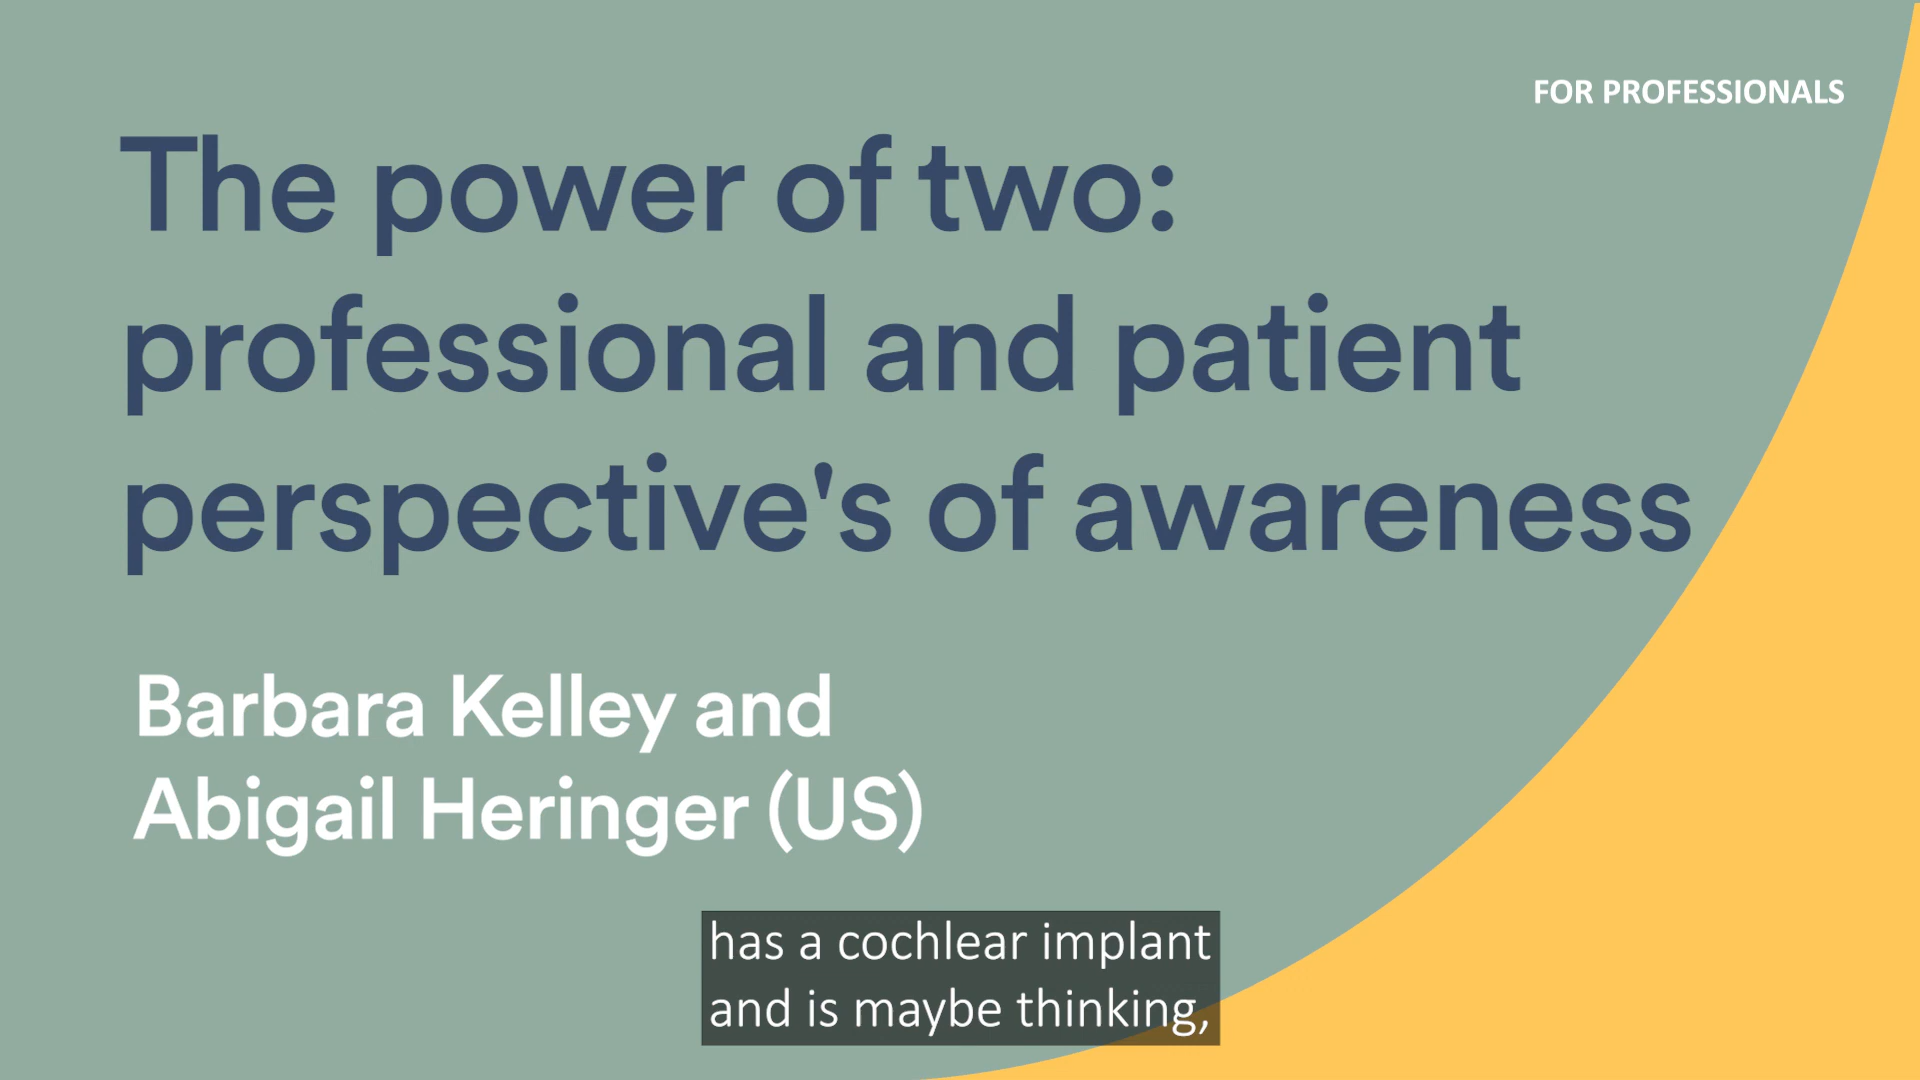 FOR PROFESSIONALS
The power of two:
professional and patient
perspective's of awareness
Barbara Kelley and
Abigail Heringer (US)
has a cochlear implant
and is maybe thinking,